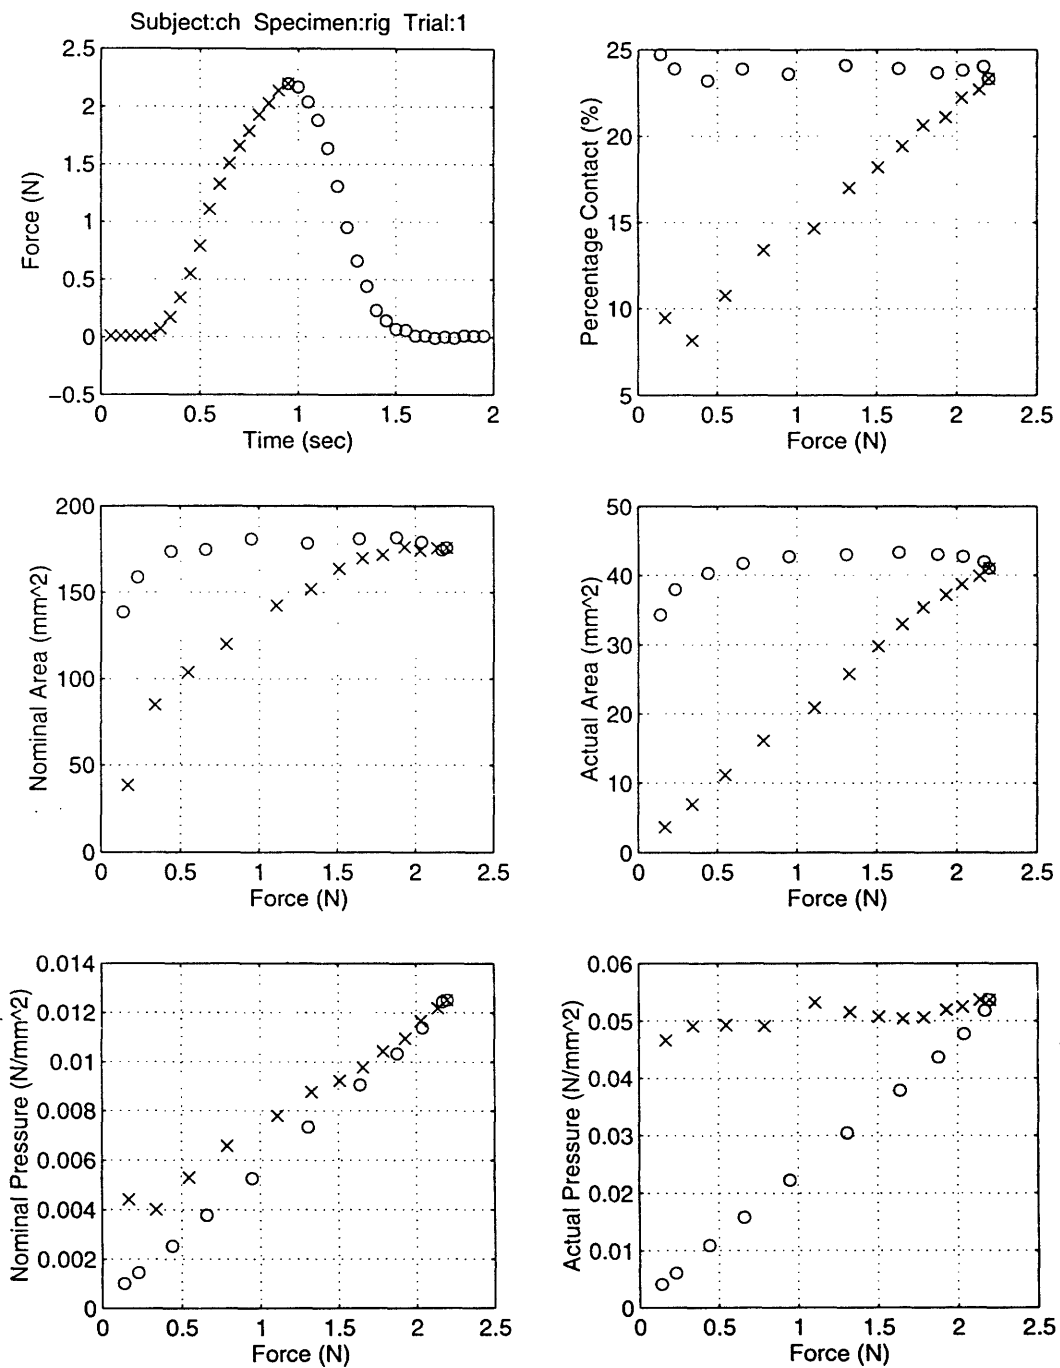 Subject:ch Specimen:rig Trial:1
2.5
2
1.5
1
0.5
0
−0.5
Force (N)
0 0.5 1 1.5 2
Time (sec)
25
20
15
10
5
Percentage Contact (%)
0 0.5 1 1.5 2 2.5
Force (N)
200
150
100
50
0
Nominal Area (mm^2)
0 0.5 1 1.5 2 2.5
Force (N)
50
40
30
20
10
0
Actual Area (mm^2)
0 0.5 1 1.5 2 2.5
Force (N)
0.014
0.012
0.01
0.008
0.006
0.004
0.002
0
Nominal Pressure (N/mm^2)
0 0.5 1 1.5 2 2.5
Force (N)
0.06
0.05
0.04
0.03
0.02
0.01
0
Actual Pressure (N/mm^2)
0 0.5 1 1.5 2 2.5
Force (N)